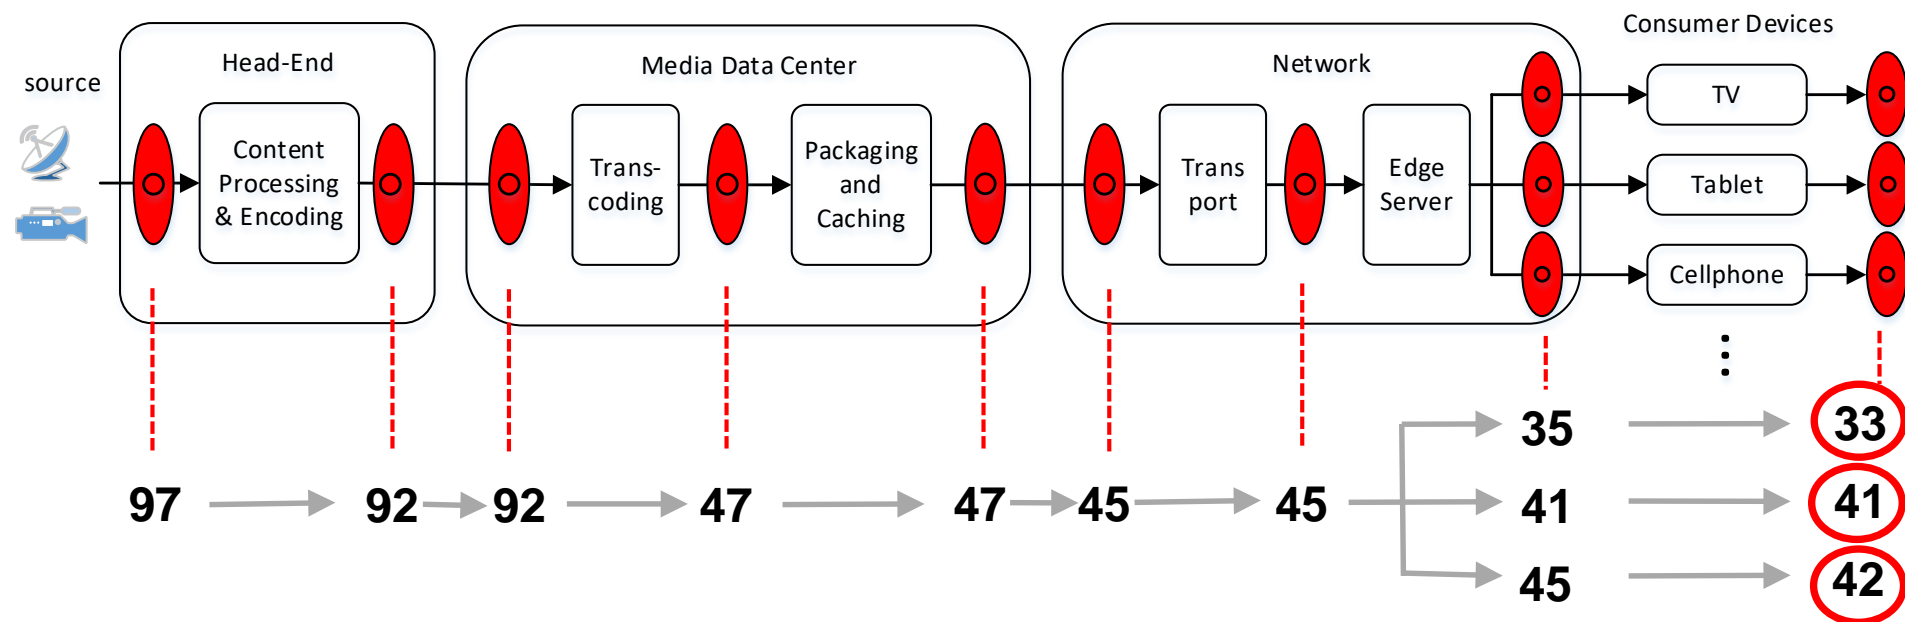 Consumer Devices
Head-End
Media Data Center
Network
source
Content
Processing
& Encoding
Trans-
coding
Packaging
and
Caching
Trans
port
Edge
Server
TV
Tablet
Cellphone
35
33
97
92
92
47
47
45
45
41
41
45
42